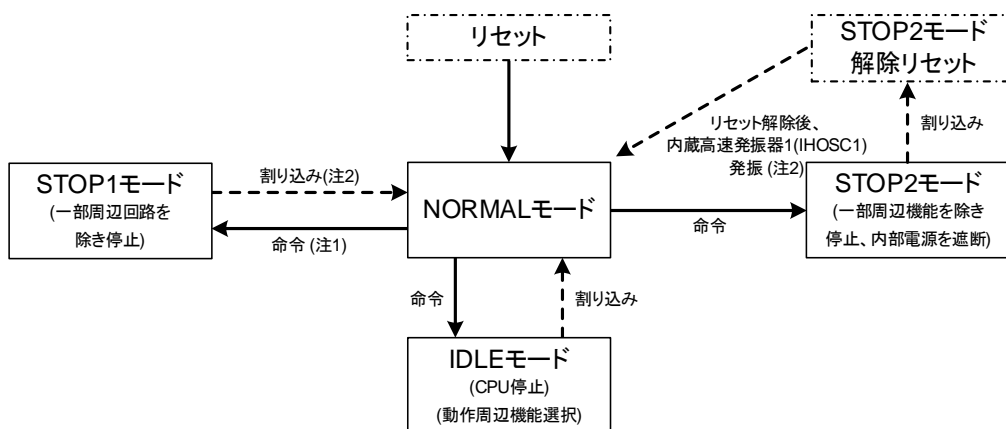 リセット
STOP2モード
解除リセット
リセット解除後、
内蔵高速発振器1(IHOSC1)
発振 (注2)
割り込み
STOP1モード
(一部周辺回路を
除き停止)
割り込み(注2)
命令 (注1)
NORMALモード
命令
STOP2モード
(一部周辺機能を除き
停止、内部電源を遮断)
命令
割り込み
IDLEモード
(CPU停止)
(動作周辺機能選択)